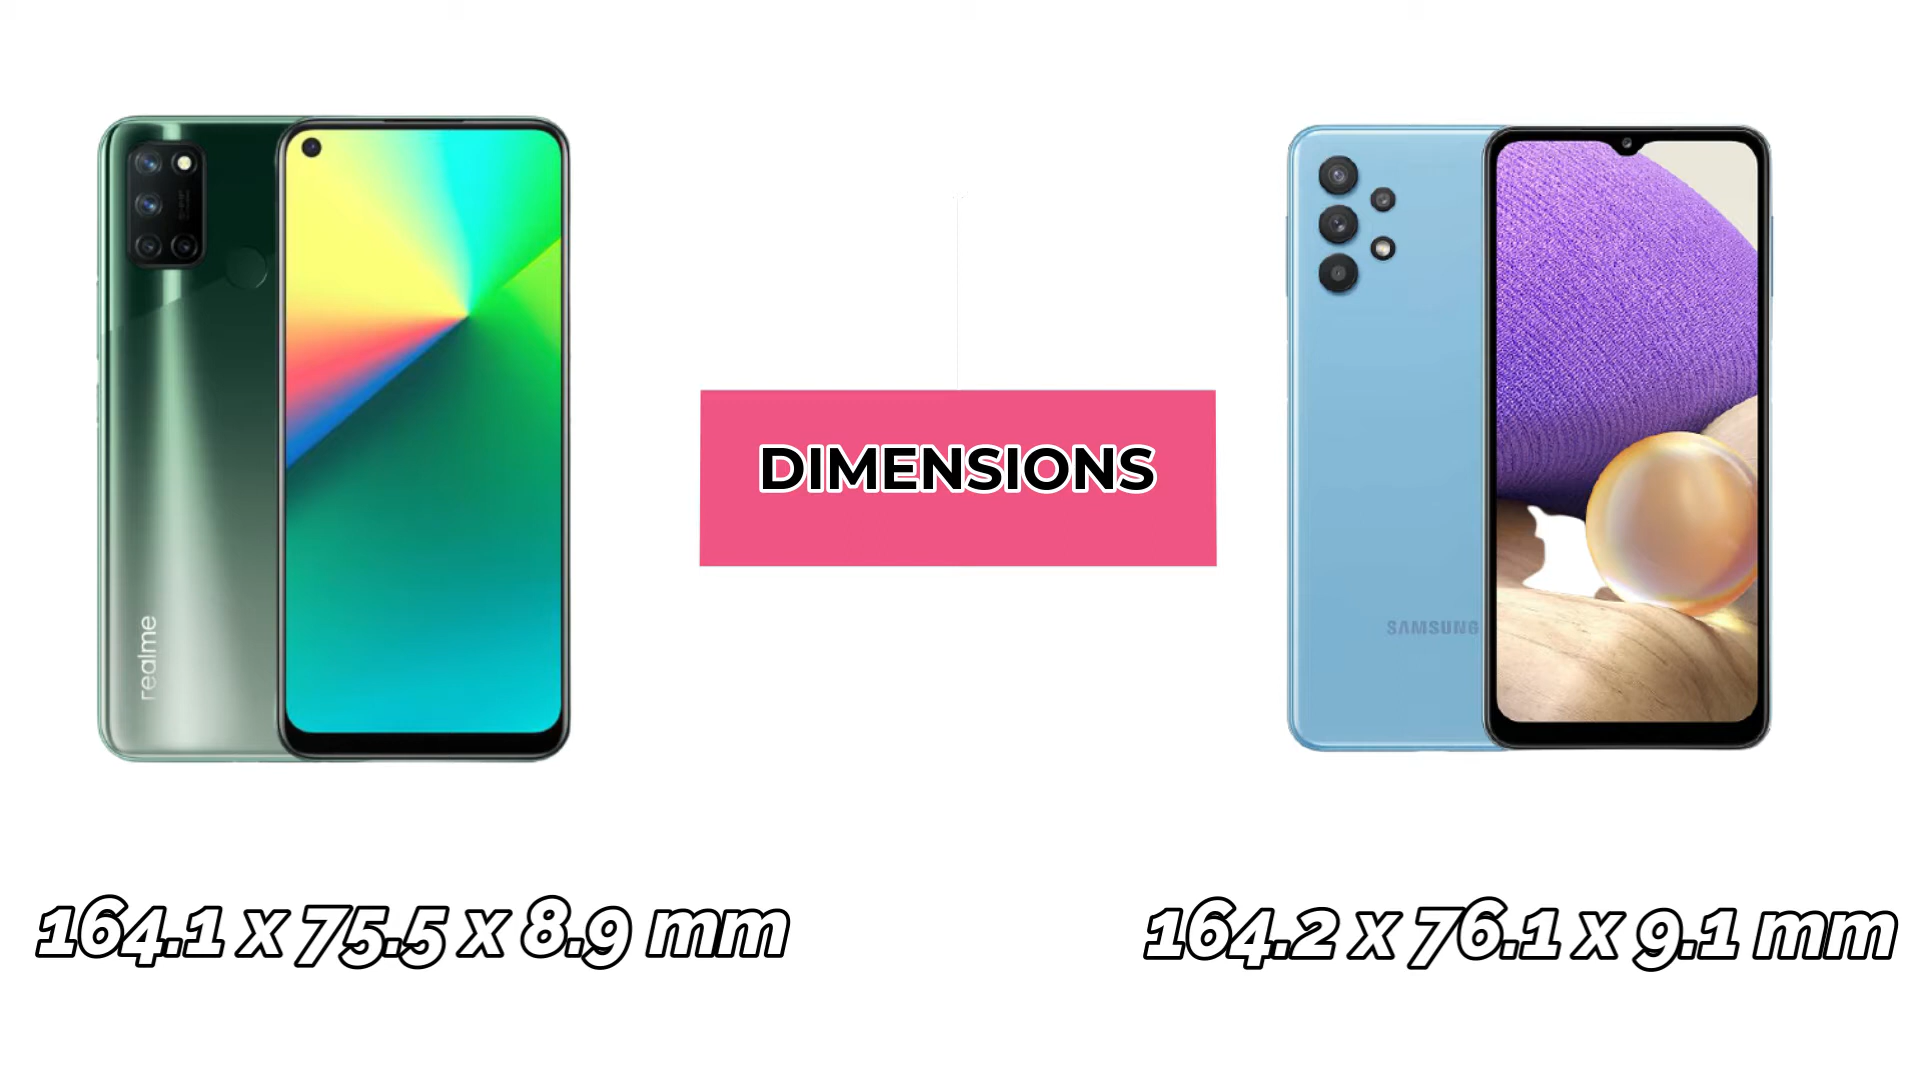 realme
DIMENSIONS
SAMSUNG
164.1 x 75.5 x 8.9 mm
164.2 x 76.1 x 9.1 mm